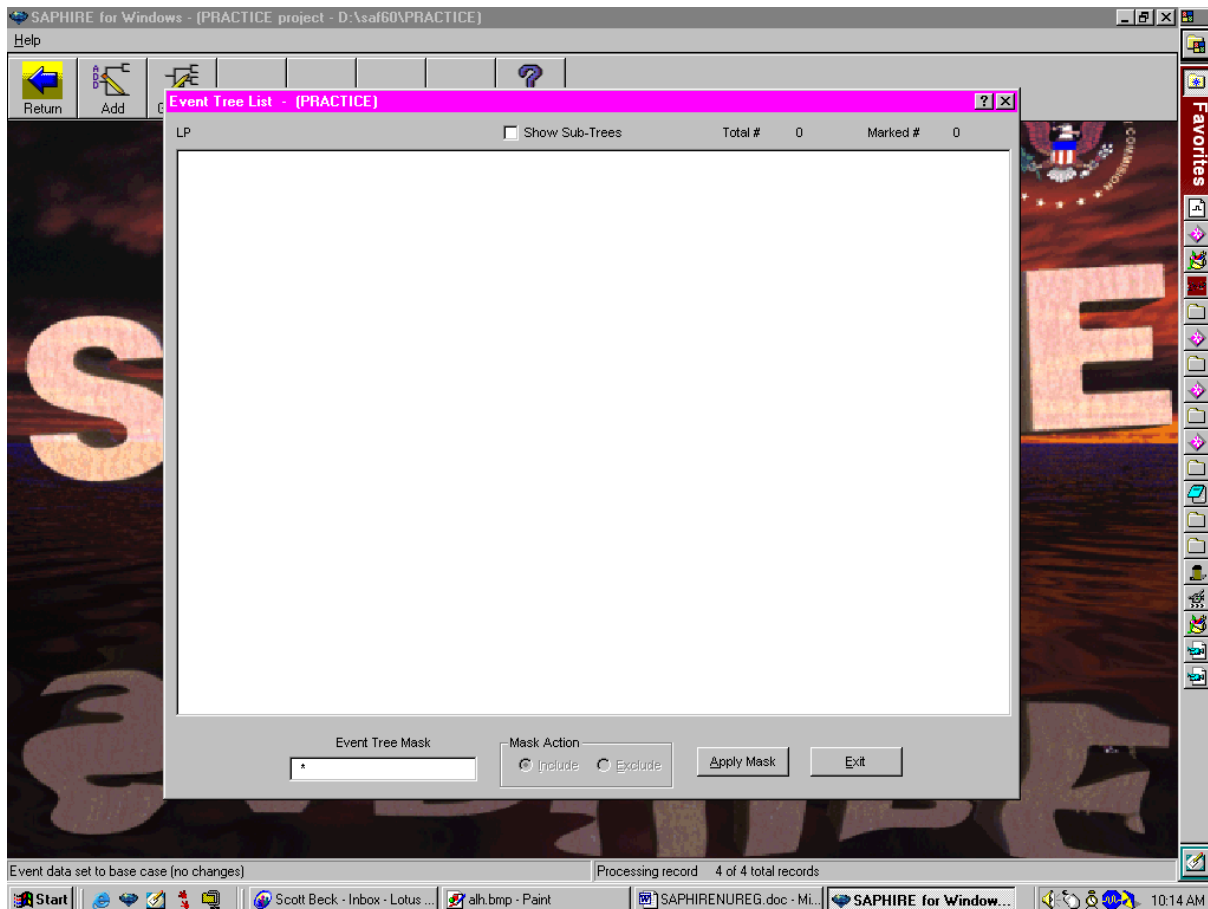 SAPHIRE for Windows - (PRACTICE project - D:\saf60\PRACTICE)
Help
Return Add
Event Tree List - (PRACTICE)
LP Show Sub-Trees Total # 0 Marked # 0
COMMISSION
Favorites
S E
Event Tree Mask Mask Action
* Include Exclude Apply Mask Exit
Event data set to base case (no changes) Processing record 4 of 4 total records
Start Scott Beck - Inbox - Lotus ... alh.bmp - Paint SAPHIRENUREG.doc - Mi... SAPHIRE for Window... 10:14 AM